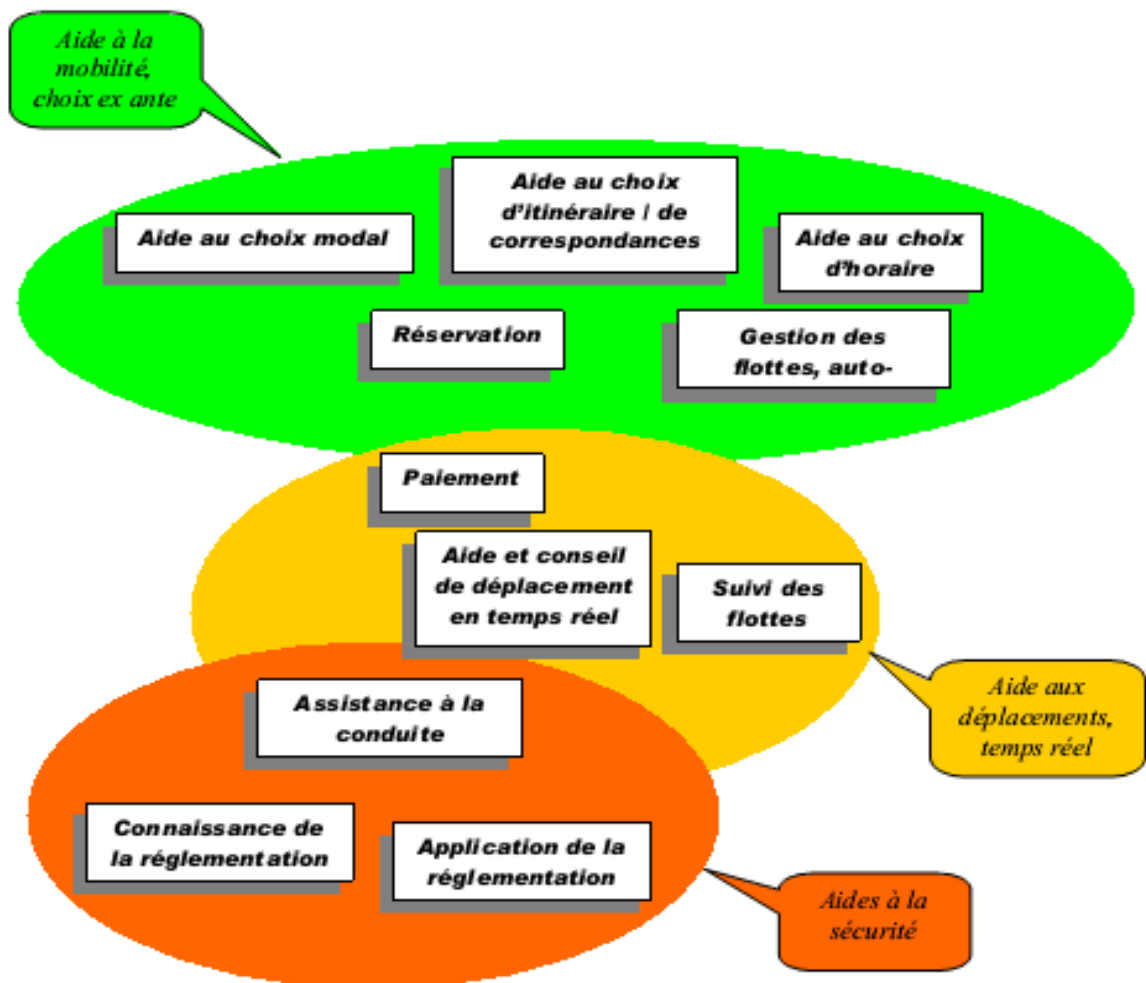 Aide à la
mobilité,
choix ex ante
Aide au choix
d'itinéraire / de
correspondances
Aide au choix modal
Aide au choix
d'horaire
Réservation
Gestion des
flottes, auto-
Paiement
Aide et conseil
de déplacement
en temps réel
Suivi des
flottes
Aide aux
déplacements,
temps réel
Assistance à la
conduite
Connaissance de
la réglementation
Application de la
réglementation
Aides à la
sécurité